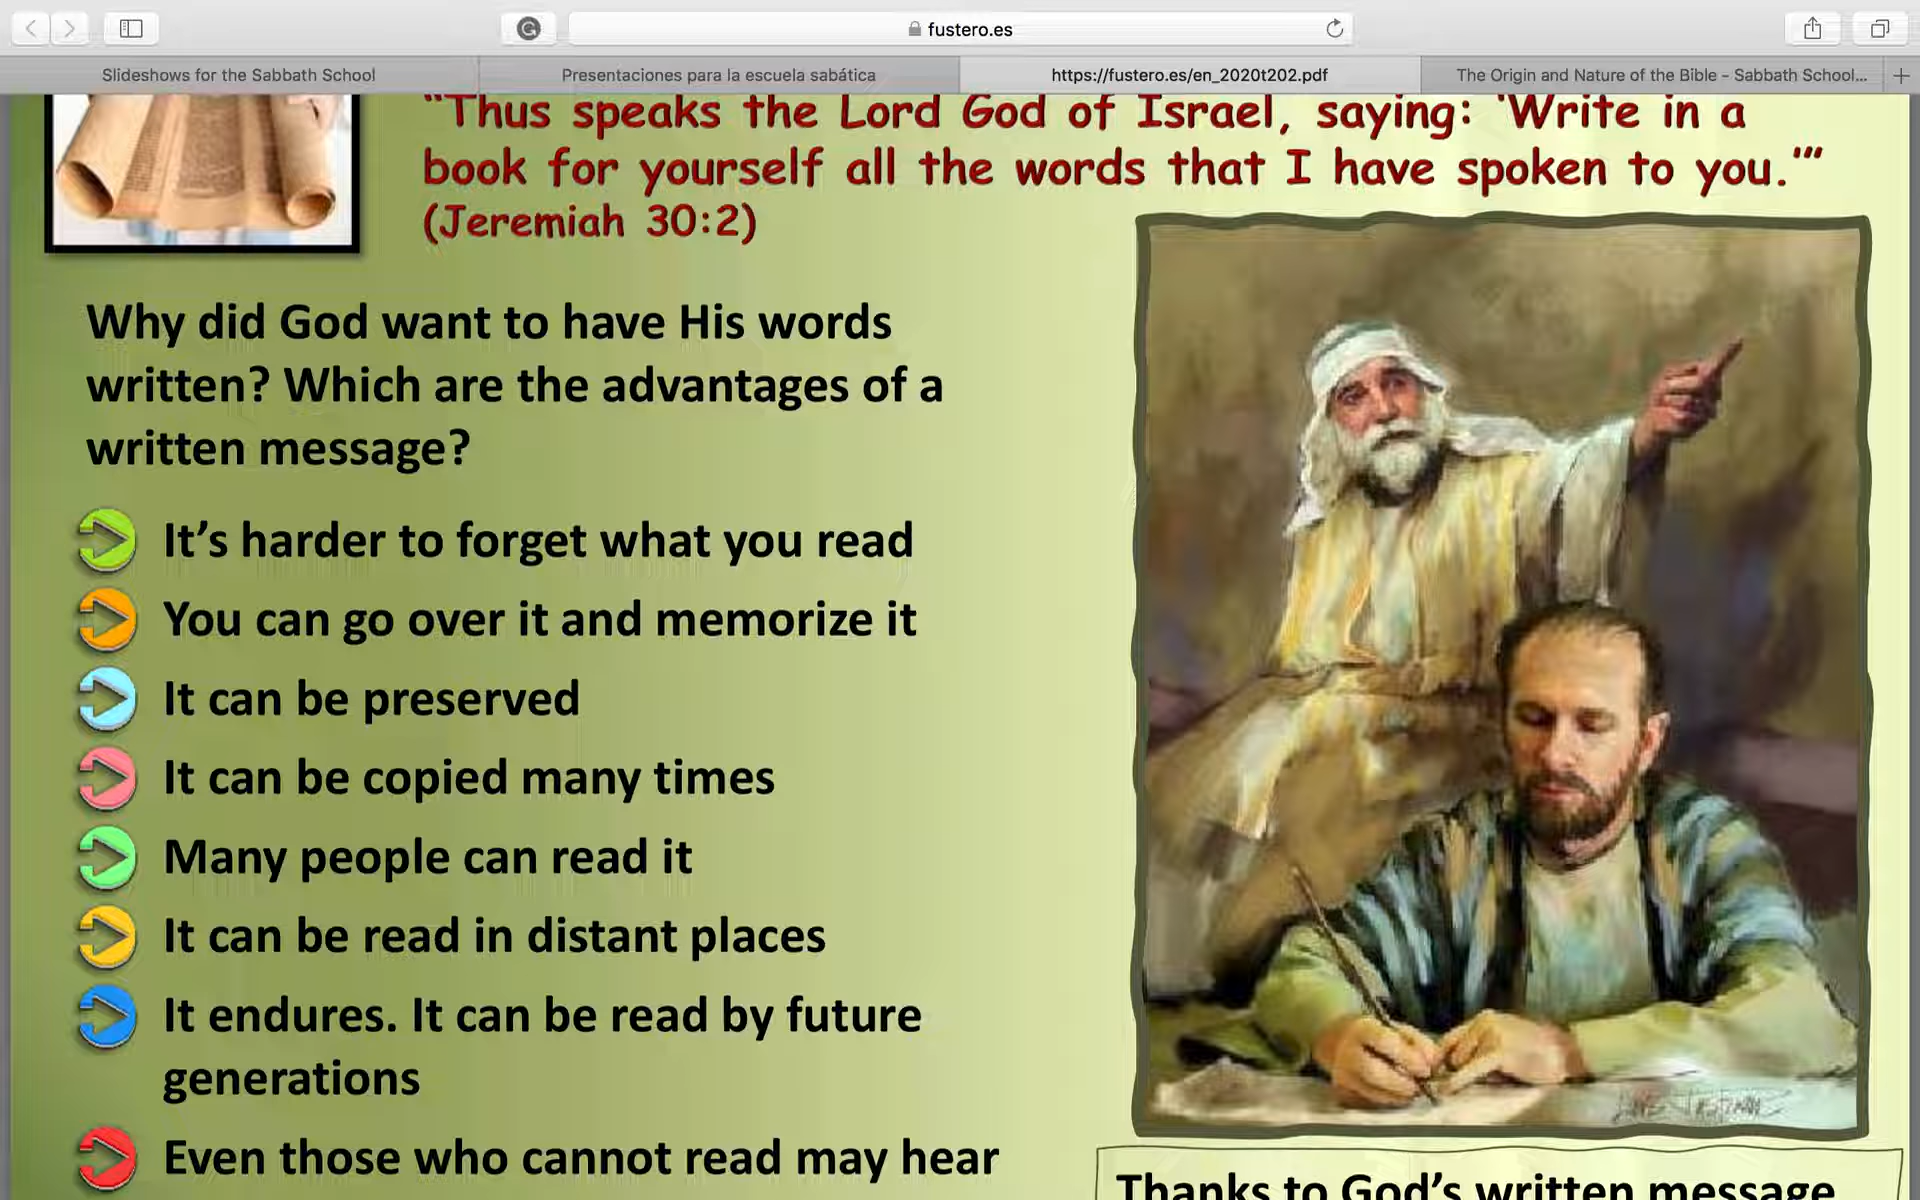 fustero.es
Slideshows for the Sabbath School
Presentaciones para la escuela sabática
https://fustero.es/en_2020t202.pdf
The Origin and Nature of the Bible - Sabbath School...
“Thus speaks the Lord God of Israel, saying: ‘Write in a
book for yourself all the words that I have spoken to you.’”
(Jeremiah 30:2)
Why did God want to have His words
written? Which are the advantages of a
written message?
It’s harder to forget what you read
You can go over it and memorize it
It can be preserved
It can be copied many times
Many people can read it
It can be read in distant places
It endures. It can be read by future
generations
Even those who cannot read may hear
Thanks to God’s written message